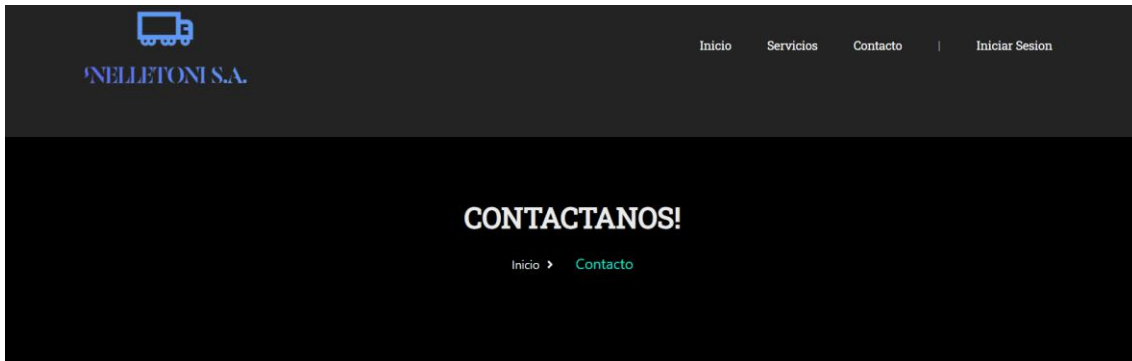 Inicio Servicios Contacto | Iniciar Sesion
NELLETONI S.A.
CONTACTANOS!
Inicio > Contacto